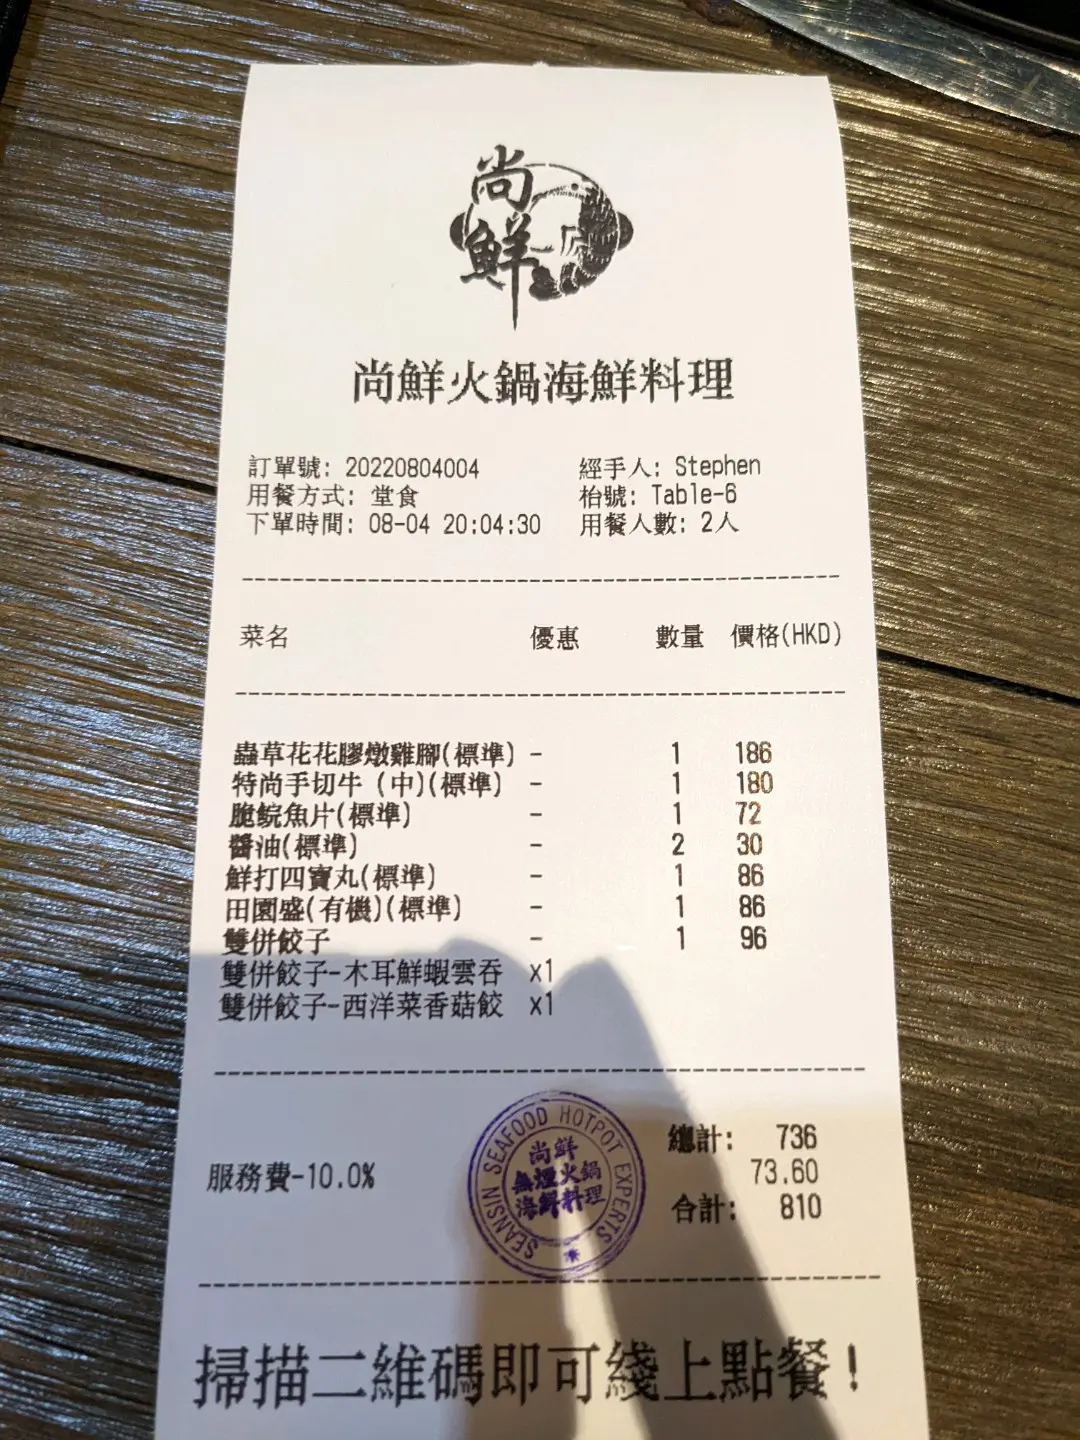 尚鮮
尚鮮火鍋海鮮料理
訂單號: 20220804004 經手人: Stephen
用餐方式: 堂食 枱號: Table-6
下單時間: 08-04 20:04:30 用餐人數: 2人
菜名 優惠 數量 價格(HKD)
蟲草花花膠燉雞腳(標準) - 1 186
特尚手切牛 (中)(標準) - 1 180
脆鯇魚片(標準) - 1 72
醬油(標準) - 2 30
鮮打四寶丸(標準) - 1 86
田園盛(有機)(標準) - 1 86
雙併餃子 - 1 96
雙併餃子-木耳鮮蝦雲吞 x1
雙併餃子-西洋菜香菇餃 x1
總計: 736
服務費-10.0% 73.60
合計: 810
SEANSIN SEAFOOD HOTPOT EXPERTS
尚鮮
無煙火鍋
海鮮料理
掃描二維碼即可綫上點餐!